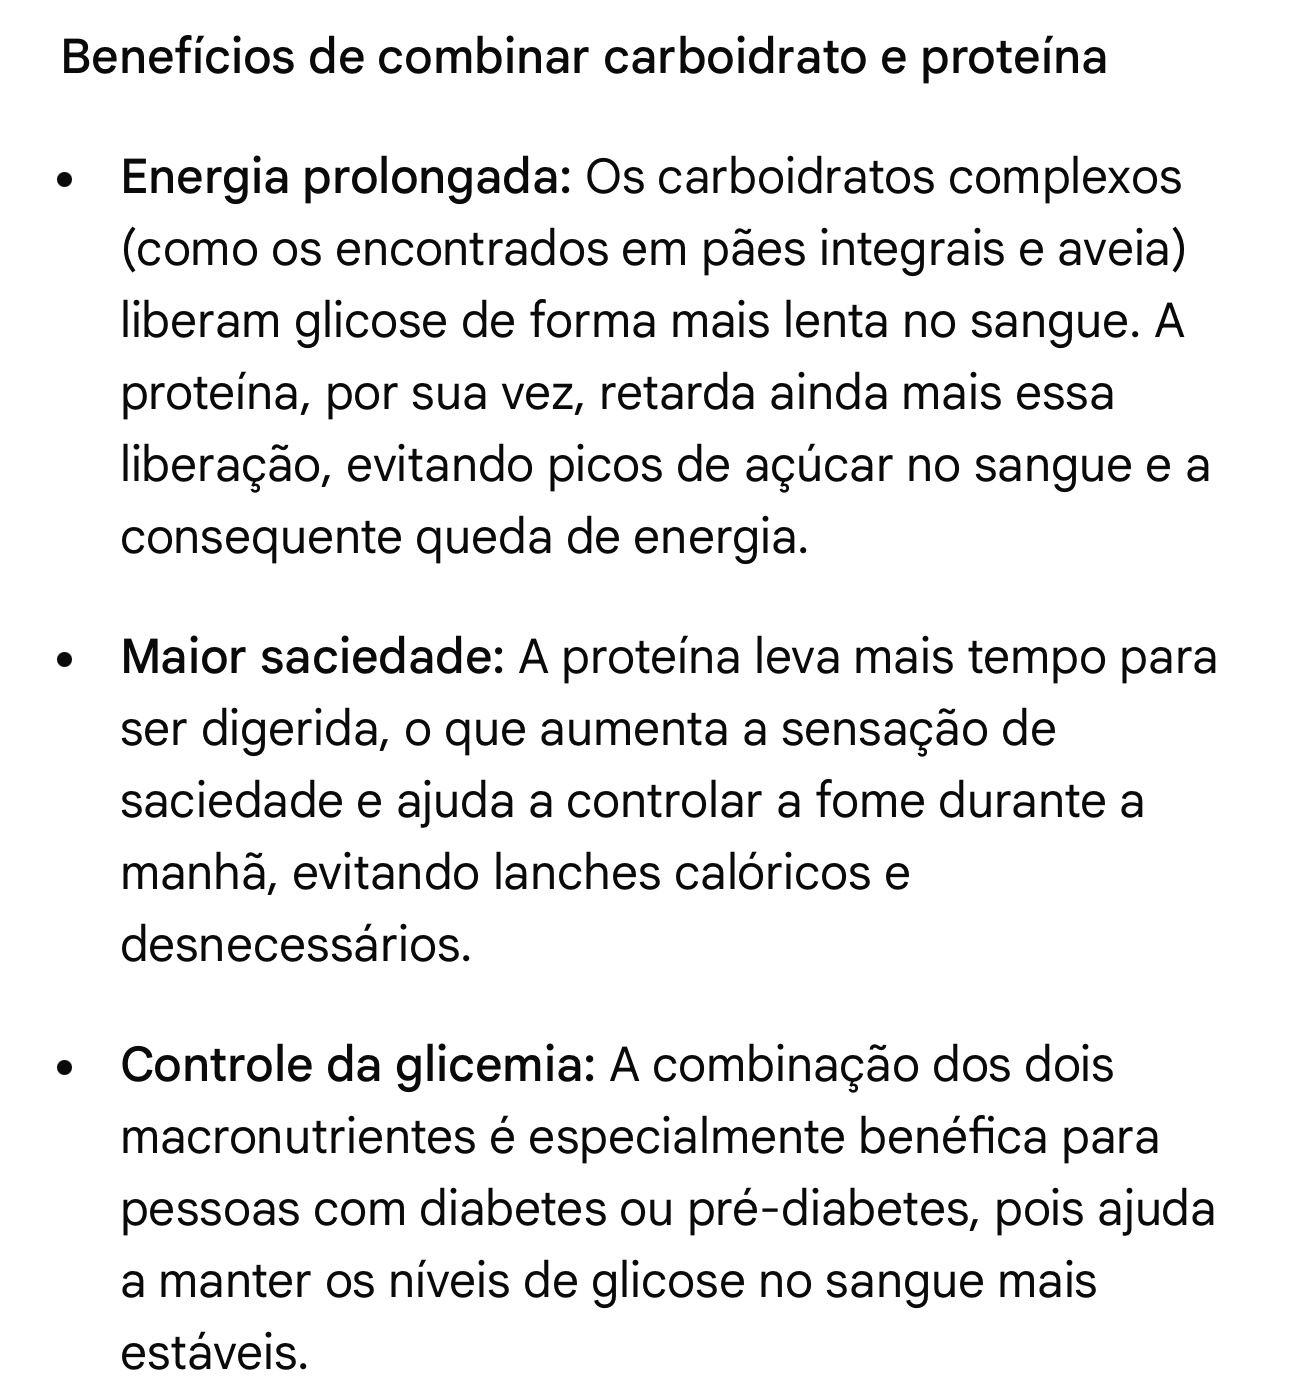 Benefícios de combinar carboidrato e proteína
• Energia prolongada: Os carboidratos complexos
(como os encontrados em pães integrais e aveia)
liberam glicose de forma mais lenta no sangue. A
proteína, por sua vez, retarda ainda mais essa
liberação, evitando picos de açúcar no sangue e a
consequente queda de energia.
• Maior saciedade: A proteína leva mais tempo para
ser digerida, o que aumenta a sensação de
saciedade e ajuda a controlar a fome durante a
manhã, evitando lanches calóricos e
desnecessários.
• Controle da glicemia: A combinação dos dois
macronutrientes é especialmente benéfica para
pessoas com diabetes ou pré-diabetes, pois ajuda
a manter os níveis de glicose no sangue mais
estáveis.